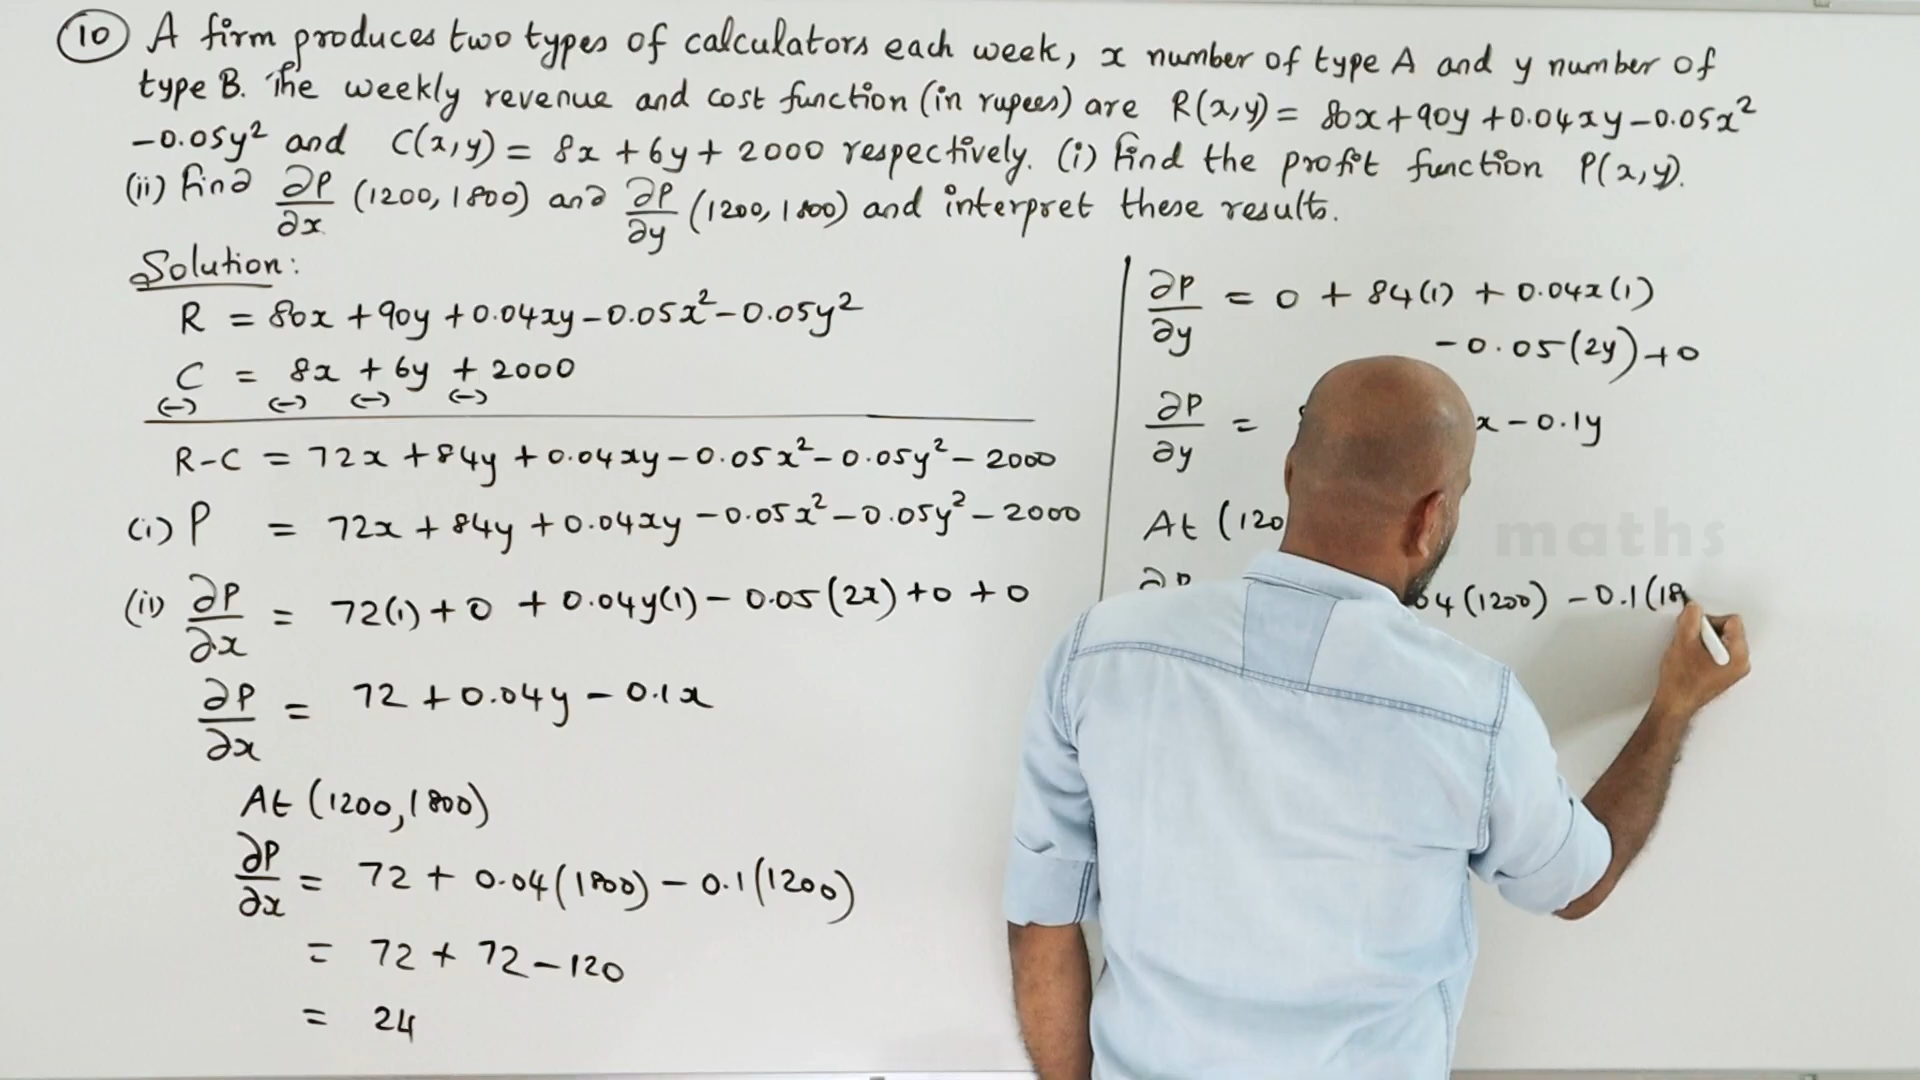 10 A firm produces two types of calculators each week, x number of type A and y number of
type B. The weekly revenue and cost function (in rupees) are R(x,y) = 80x+90y+0.04xy-0.05x²
-0.05y² and C(x,y) = 8x+6y+2000 respectively. (i) Find the profit function P(x,y).
(ii) Find ∂P/∂x (1200,1800) and ∂P/∂y (1200,1800) and interpret these results.
Solution:
R = 80x+90y+0.04xy-0.05x²-0.05y²
C = 8x + 6y + 2000
(-) (-) (-) (-)
R-C = 72x+84y+0.04xy-0.05x²-0.05y²-2000
(i) P = 72x+84y+0.04xy-0.05x²-0.05y²-2000
(ii) ∂P/∂x = 72(1)+0 + 0.04y(1) - 0.05(2x)+0+0
∂P/∂x = 72+0.04y-0.1x
At (1200,1800)
∂P/∂x = 72 + 0.04(1800) - 0.1(1200)
= 72 + 72 - 120
= 24
∂P/∂y = 0 + 84(1) + 0.04x(1)
-0.05(2y)+0
∂P/∂y = x-0.1y
At (120
∂P 4(1200) -0.1(18
maths